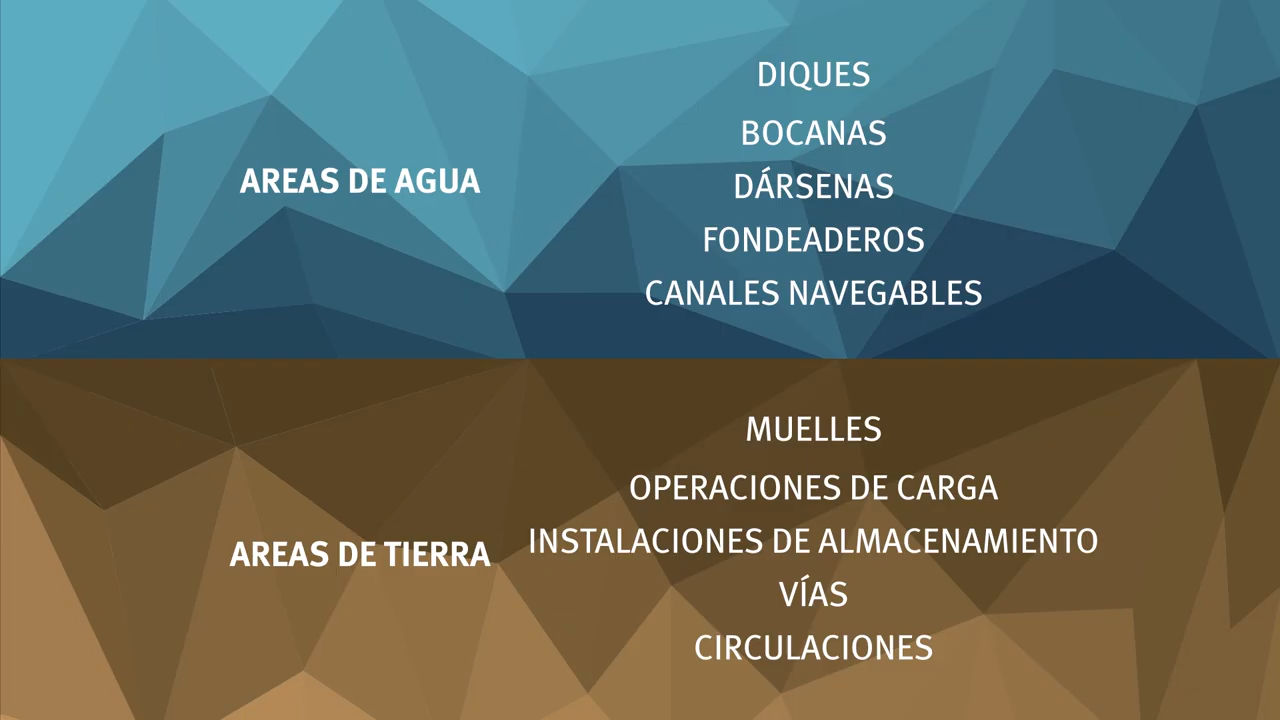 AREAS DE AGUA
DIQUES
BOCANAS
DÁRSENAS
FONDEADEROS
CANALES NAVEGABLES
AREAS DE TIERRA
MUELLES
OPERACIONES DE CARGA
INSTALACIONES DE ALMACENAMIENTO
VÍAS
CIRCULACIONES